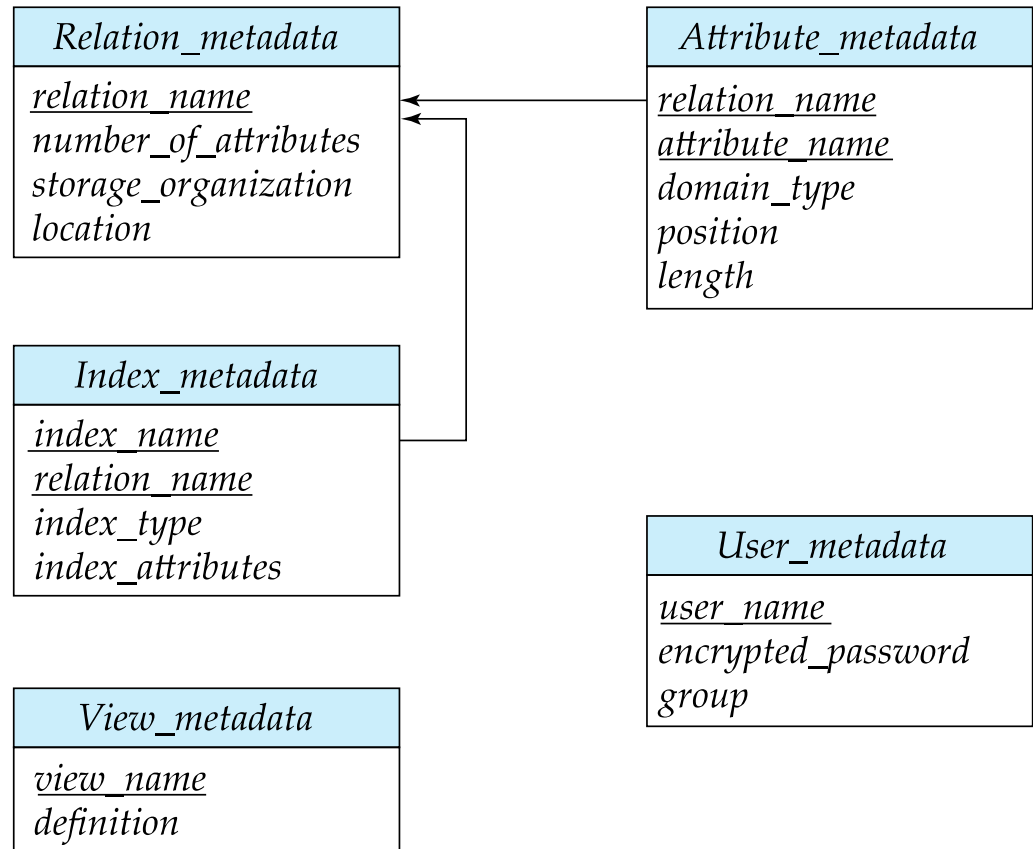 Relation_metadata
relation_name
number_of_attributes
storage_organization
location
Attribute_metadata
relation_name
attribute_name
domain_type
position
length
Index_metadata
index_name
relation_name
index_type
index_attributes
User_metadata
user_name
encrypted_password
group
View_metadata
view_name
definition